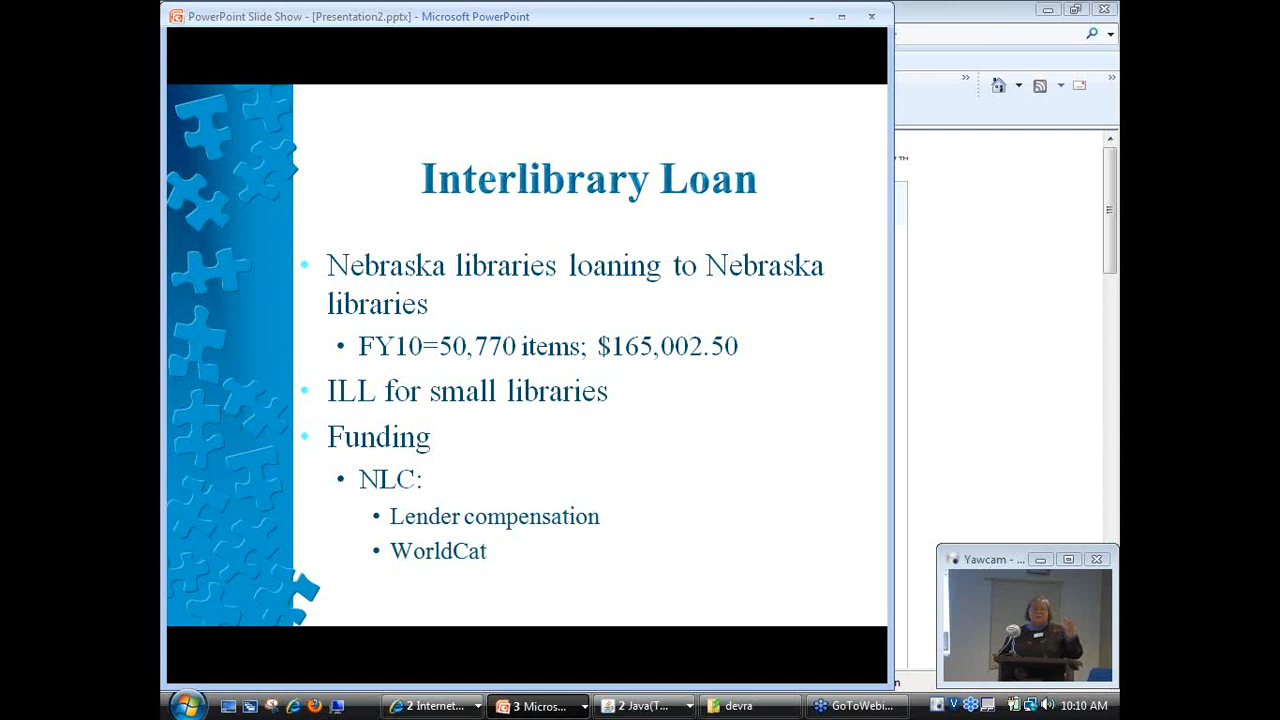 PowerPoint Slide Show - [Presentation2.pptx] - Microsoft PowerPoint
Interlibrary Loan
• Nebraska libraries loaning to Nebraska
libraries
• FY10=50,770 items; $165,002.50
• ILL for small libraries
• Funding
• NLC:
• Lender compensation
• WorldCat
Yawcam - ...
2 Internet...
3 Micros...
2 Java(T...
devra
GoToWebi...
10:10 AM